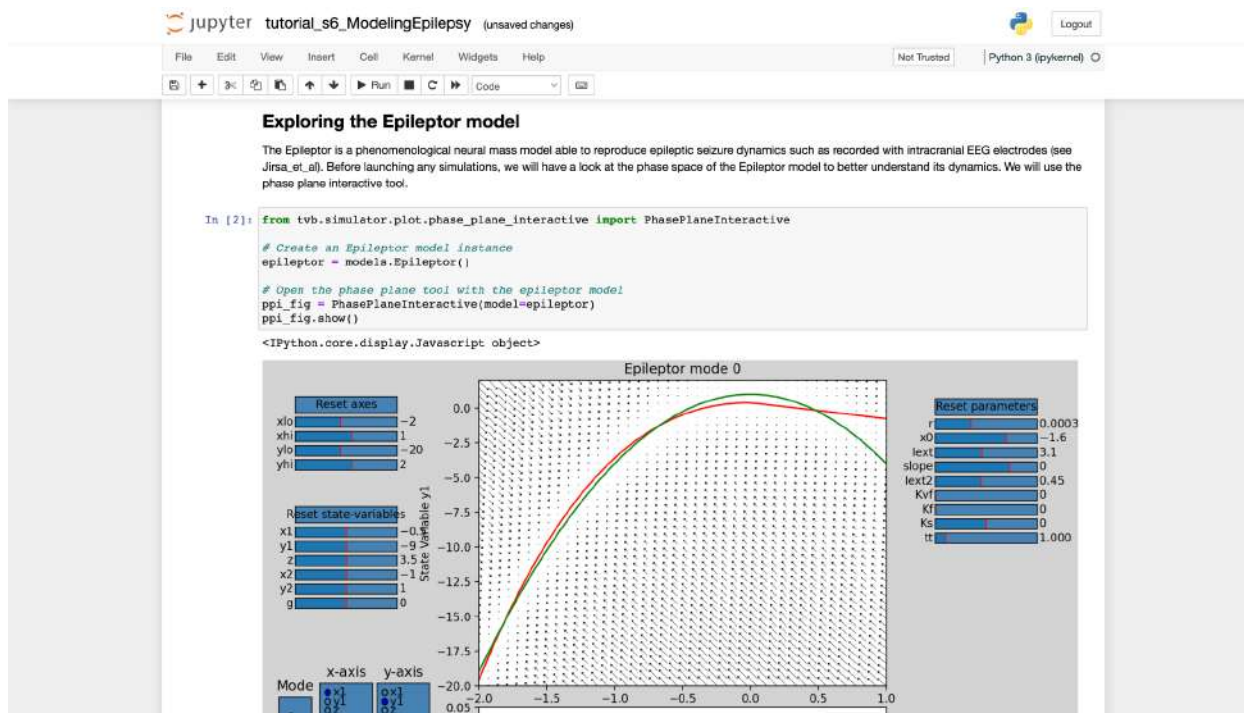 jupyter tutorial_s6_ModelingEpilepsy (unsaved changes)
Logout
File Edit View Insert Cell Kernel Widgets Help
Not Trusted
Python 3 (ipykernel)
Run
Code
Exploring the Epileptor model
The Epileptor is a phenomenological neural mass model able to reproduce epileptic seizure dynamics such as recorded with intracranial EEG electrodes (see
Jirsa_et_al). Before launching any simulations, we will have a look at the phase space of the Epileptor model to better understand its dynamics. We will use the
phase plane interactive tool.
In [2]: from tvb.simulator.plot.phase_plane_interactive import PhasePlaneInteractive
# Create an Epileptor model instance
epileptor = models.Epileptor()
# Open the phase plane tool with the epileptor model
ppi_fig = PhasePlaneInteractive(model=epileptor)
ppi_fig.show()
<IPython.core.display.Javascript object>
Epileptor mode 0
Reset axes
xlo −2
xhi 1
ylo −20
yhi 2
Reset state-variables
x1
y1 −9
z 3.5
x2 −1
y2 1
g 0
State Variable y1
0.0
−2.5
−5.0
−7.5
−10.0
−12.5
−15.0
−17.5
−20.0
−2.0 −1.5 −1.0 −0.5 0.0 0.5 1.0
0.05
Reset parameters
r 0.0003
x0 −1.6
Iext 3.1
slope 0
Iext2 0.45
Kvf 0
Kf 0
Ks 0
tt 1.000
Mode
x-axis
x1
y1
z
y-axis
x1
y1
z